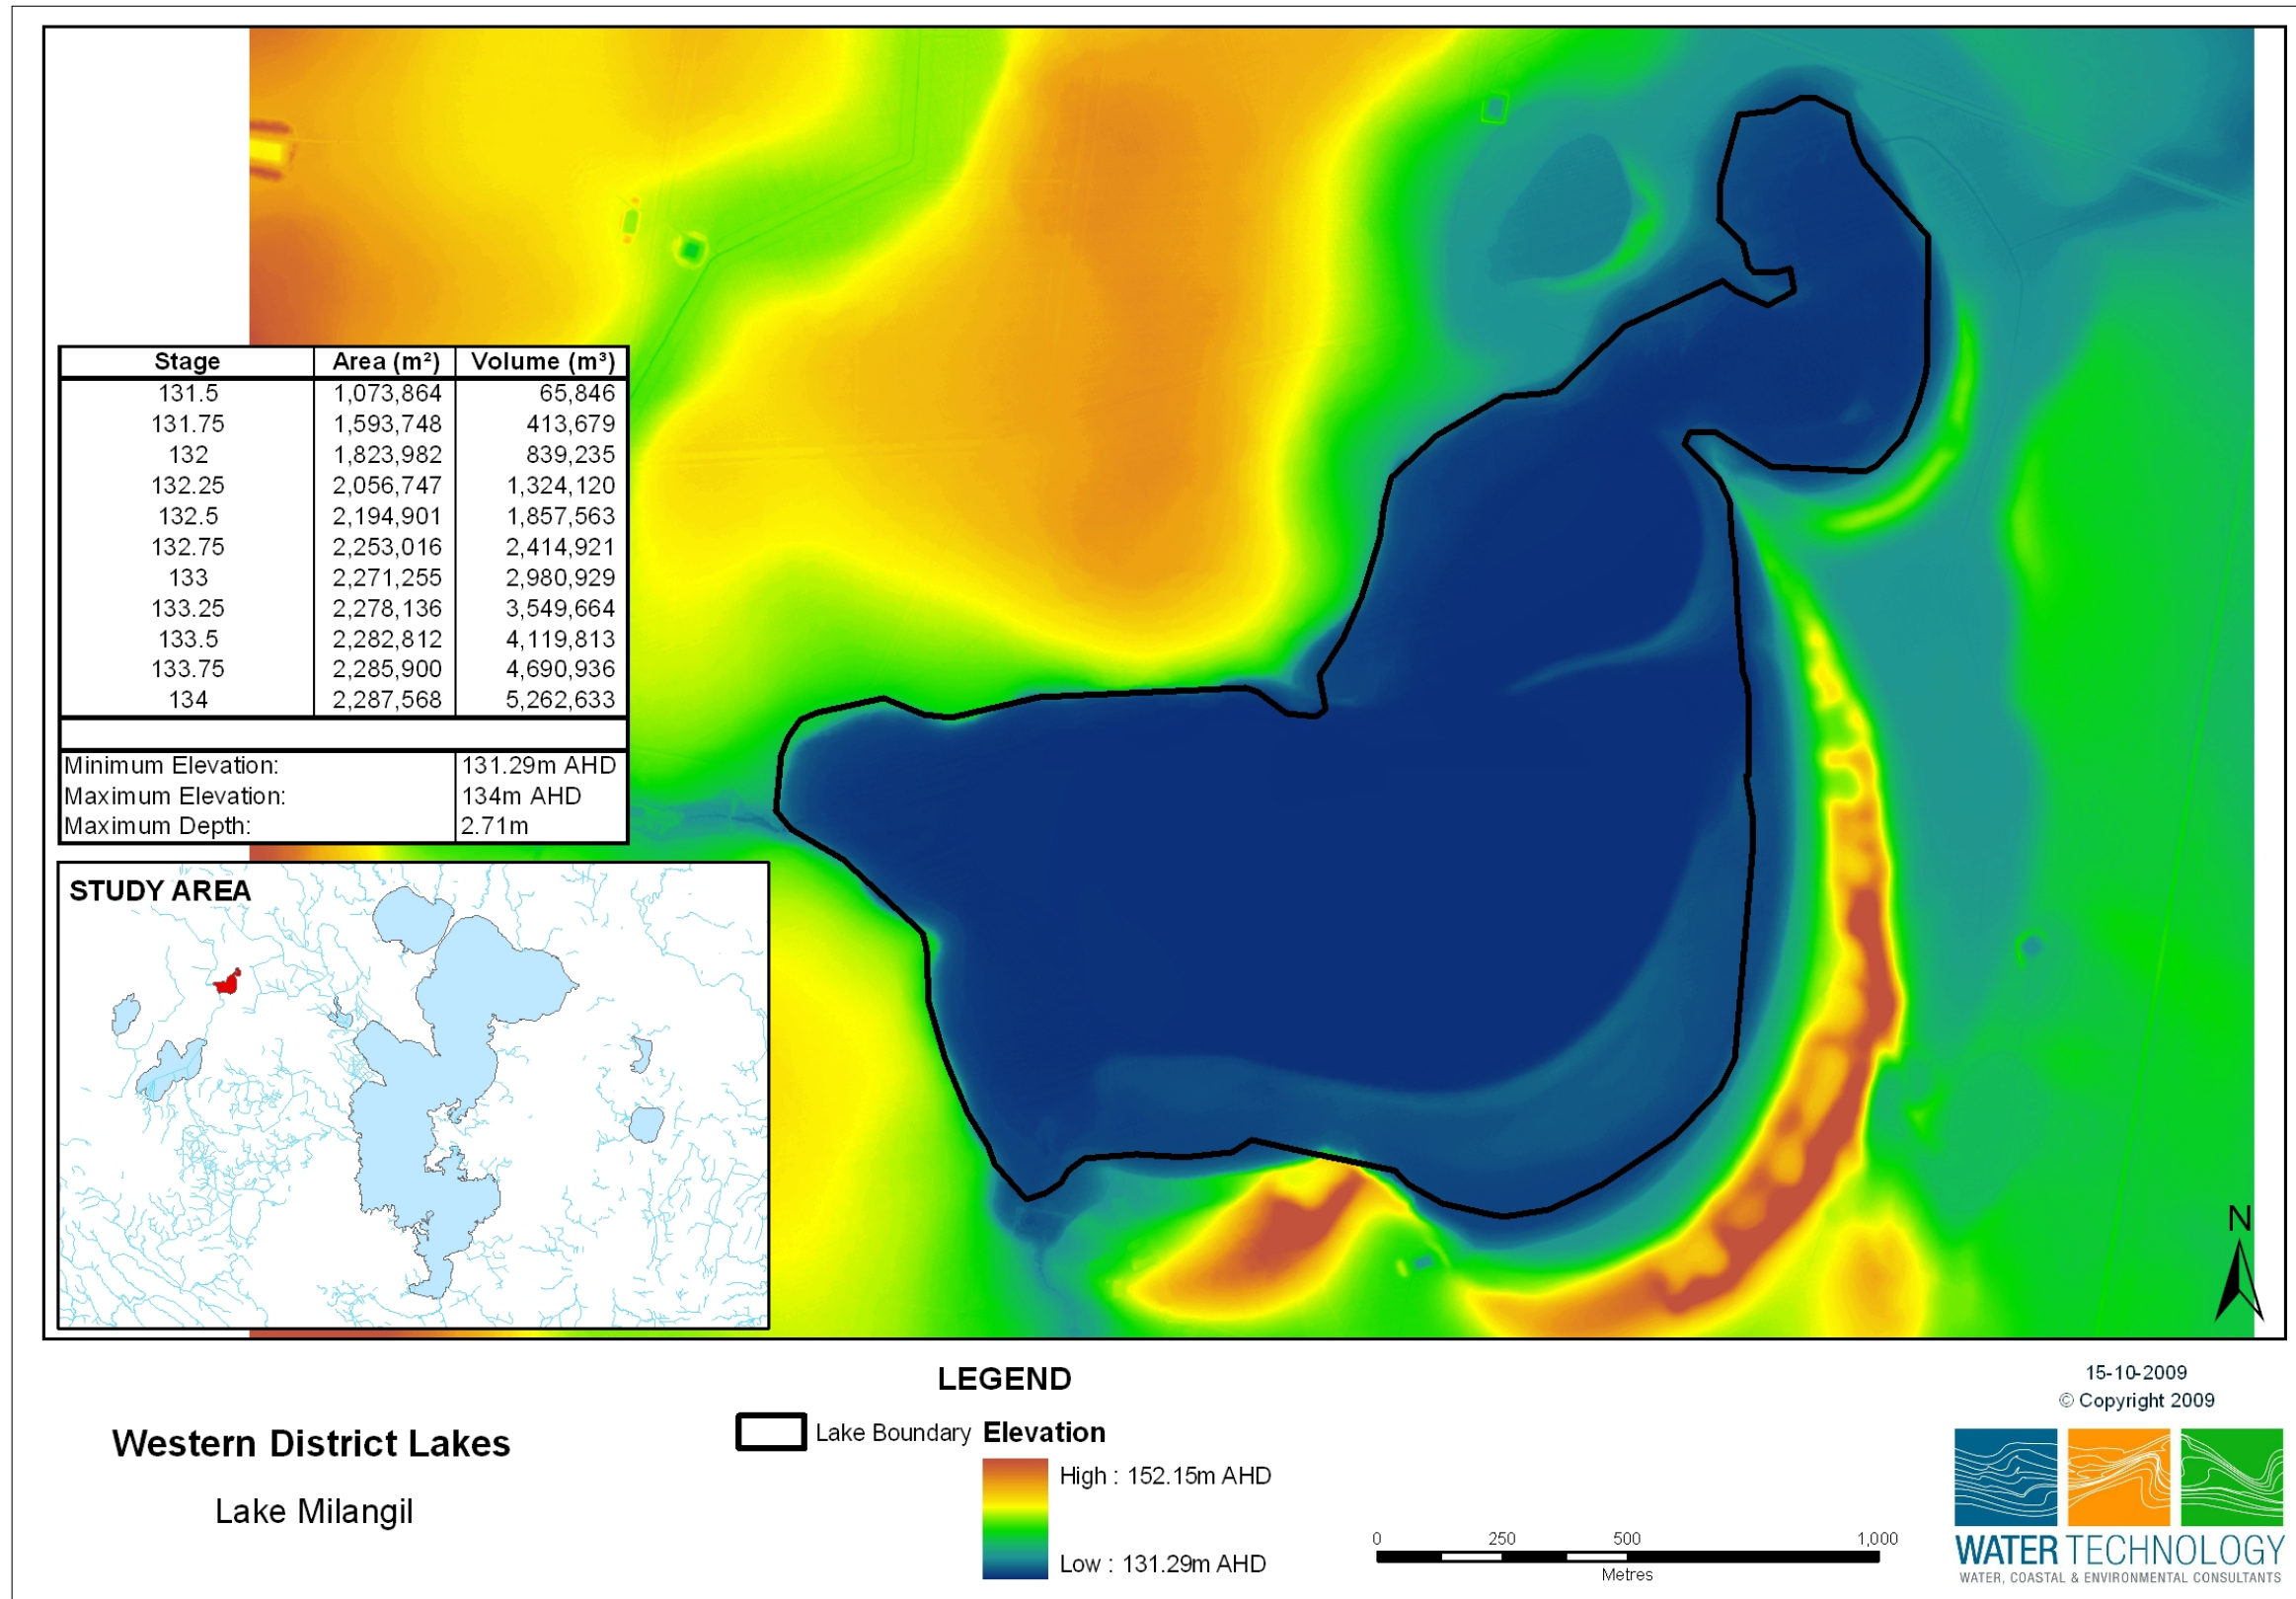 Stage Area (m²) Volume (m³)
131.5 1,073,864 65,846
131.75 1,593,748 413,679
132 1,823,982 839,235
132.25 2,056,747 1,324,120
132.5 2,194,901 1,857,563
132.75 2,253,016 2,414,921
133 2,271,255 2,980,929
133.25 2,278,136 3,549,664
133.5 2,282,812 4,119,813
133.75 2,285,900 4,690,936
134 2,287,568 5,262,633
Minimum Elevation: 131.29m AHD
Maximum Elevation: 134m AHD
Maximum Depth: 2.71m
STUDY AREA
N
Western District Lakes
Lake Milangil
LEGEND
Lake Boundary
Elevation
High : 152.15m AHD
Low : 131.29m AHD
0 250 500 1,000
Metres
15-10-2009
© Copyright 2009
WATER TECHNOLOGY
WATER, COASTAL & ENVIRONMENTAL CONSULTANTS